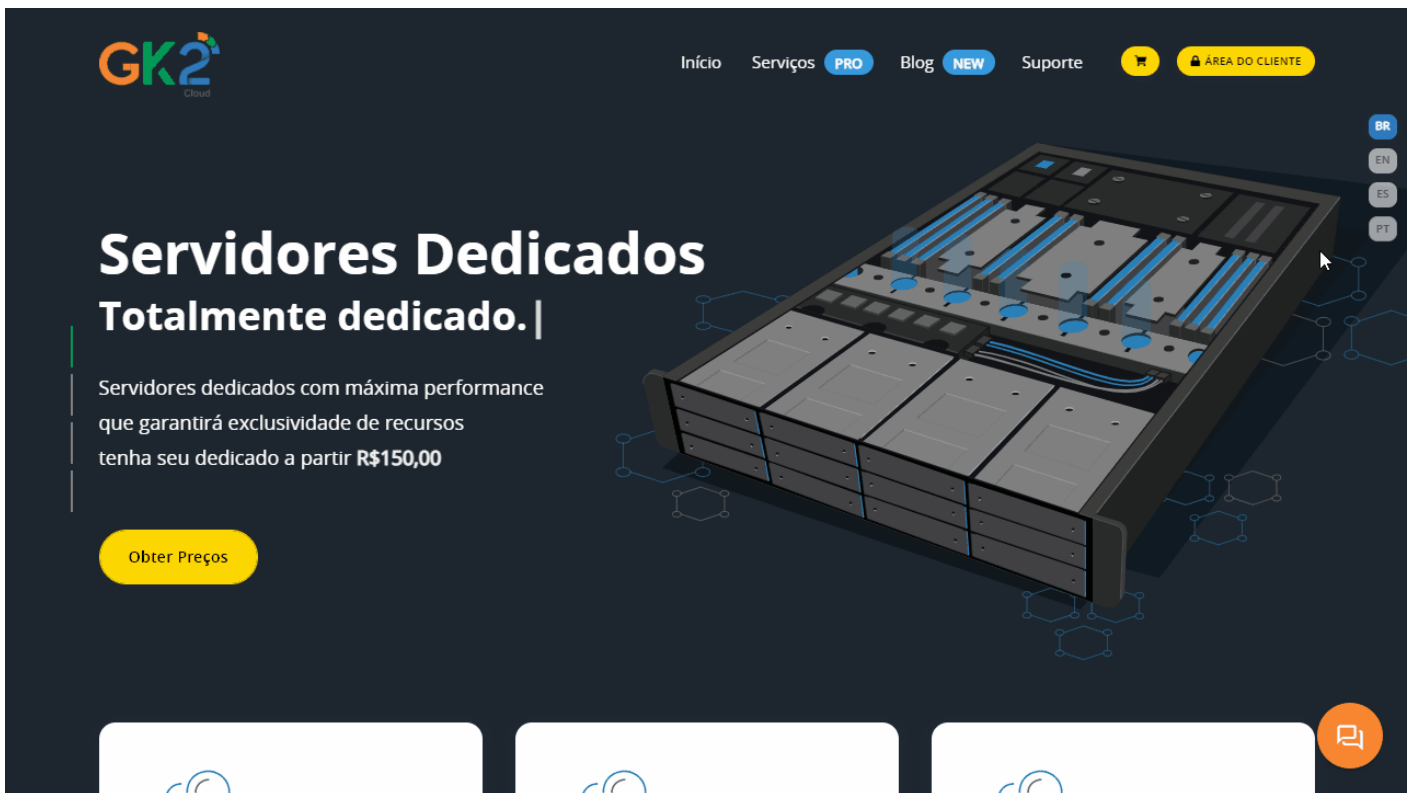 GK2
Cloud
Início
Serviços PRO
Blog NEW
Suporte
ÁREA DO CLIENTE
BR
EN
ES
PT
Servidores Dedicados
Totalmente dedicado.|
Servidores dedicados com máxima performance
que garantirá exclusividade de recursos
tenha seu dedicado a partir R$150,00
Obter Preços